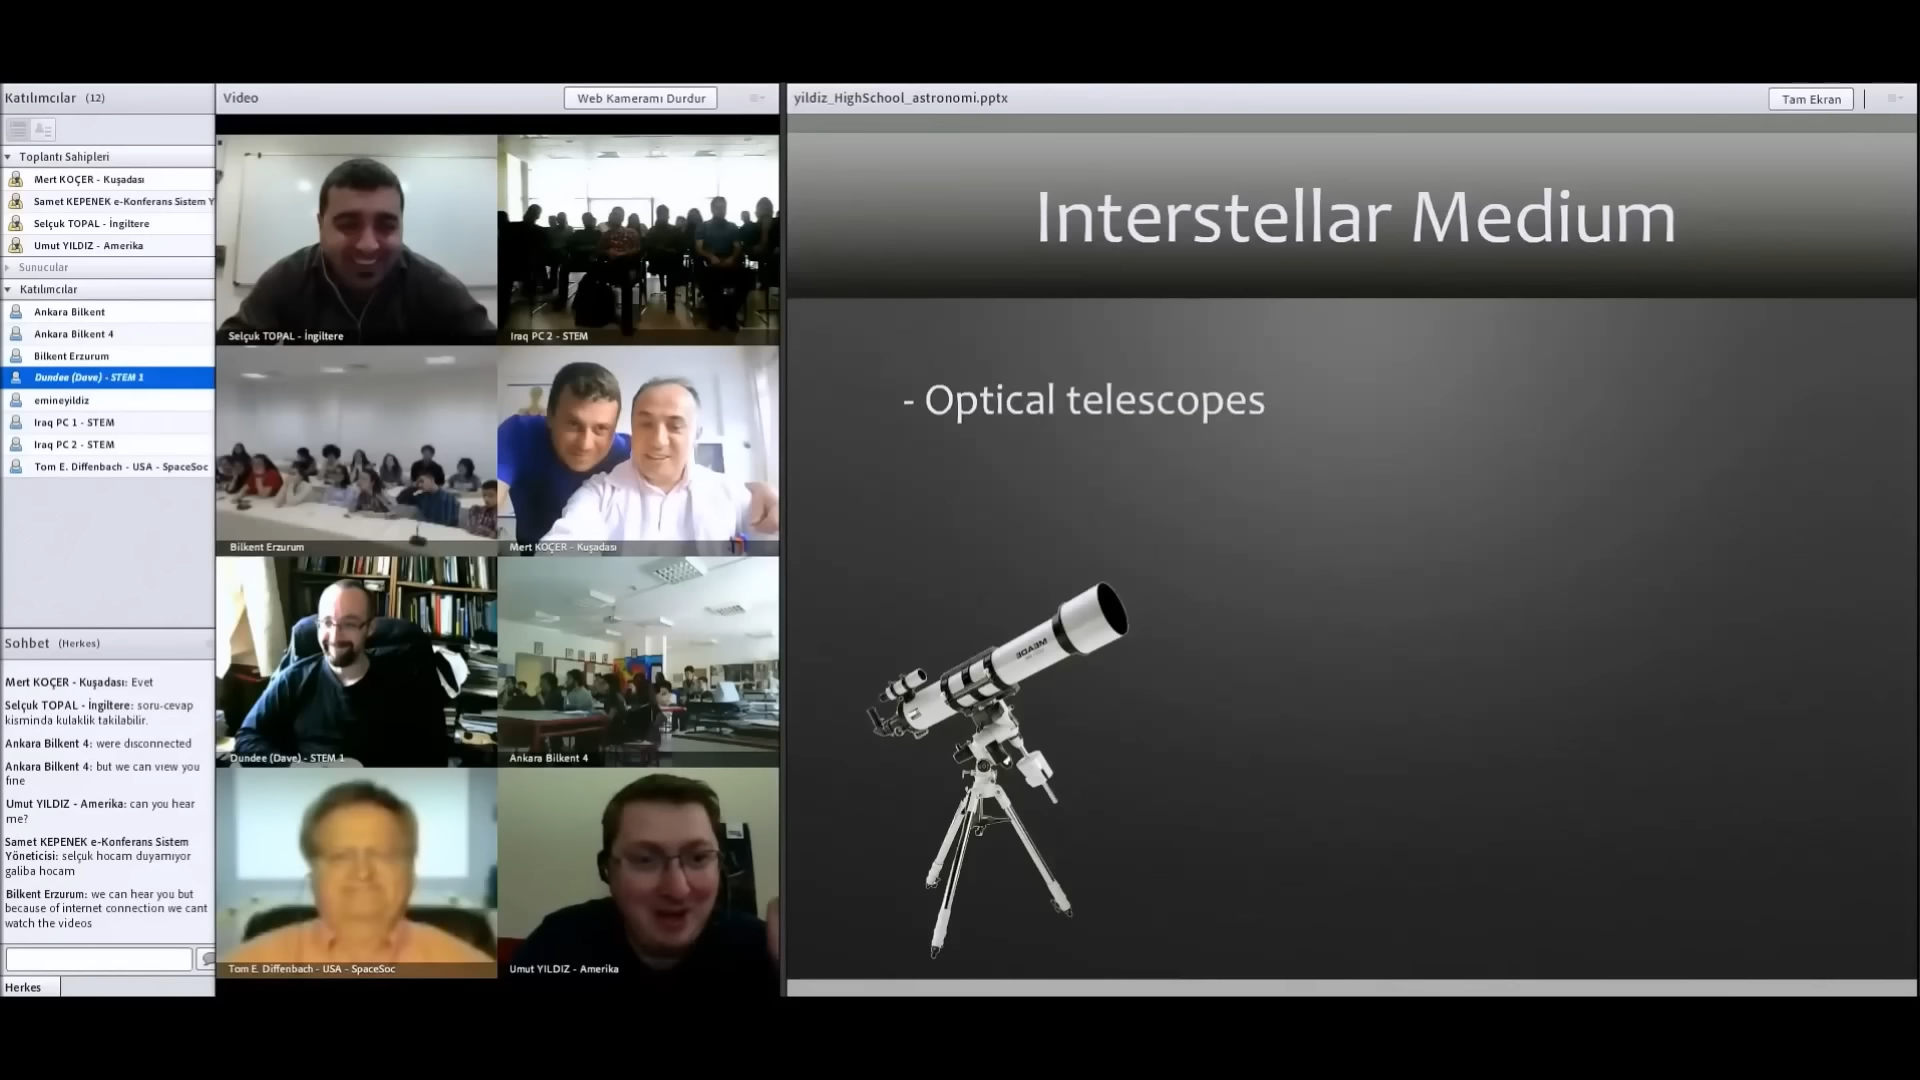 Katılımcılar (12)
Toplantı Sahipleri
Mert KOÇER - Kuşadası
Samet KEPENEK e-Konferans Sistem Y
Selçuk TOPAL - İngiltere
Umut YILDIZ - Amerika
Sunucular
Katılımcılar
Ankara Bilkent
Ankara Bilkent 4
Bilkent Erzurum
Dundee (Dave) - STEM 1
emineyildiz
Iraq PC 1 - STEM
Iraq PC 2 - STEM
Tom E. Diffenbach - USA - SpaceSoc
Sohbet (Herkes)
Mert KOÇER - Kuşadası: Evet
Selçuk TOPAL - İngiltere: soru-cevap
kisminda kulaklik takilabilir.
Ankara Bilkent 4: were dısconnected
Ankara Bilkent 4: but we can vıew you
fıne
Umut YILDIZ - Amerika: can you hear
me?
Samet KEPENEK e-Konferans Sistem
Yöneticisi: selçuk hocam duyamıyor
galiba hocam
Bilkent Erzurum: we can hear you but
because of internet connection we cant
watch the videos
Herkes
Video
Web Kameramı Durdur
Selçuk TOPAL - İngiltere
Iraq PC 2 - STEM
Bilkent Erzurum
Mert KOÇER - Kuşadası
Dundee (Dave) - STEM 1
Ankara Bilkent 4
Tom E. Diffenbach - USA - SpaceSoc
Umut YILDIZ - Amerika
yildiz_HighSchool_astronomi.pptx
Tam Ekran
Interstellar Medium
- Optical telescopes
MEADE